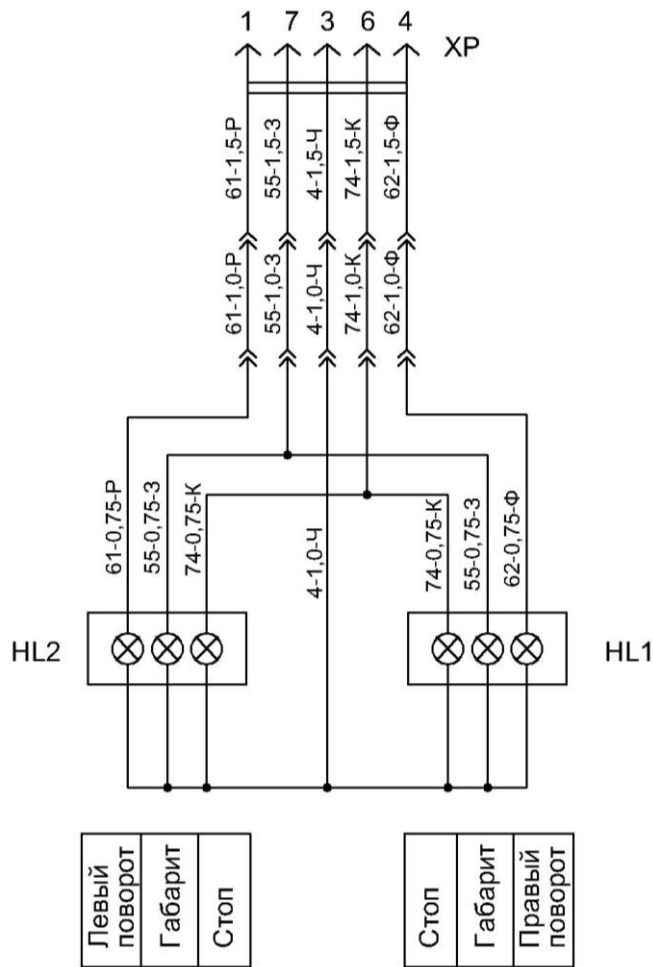 1 7 3 6 4 XP
61-1,5-Р
55-1,5-З
4-1,5-Ч
74-1,5-К
62-1,5-Ф
61-1,0-Р
55-1,0-З
4-1,0-Ч
74-1,0-К
62-1,0-Ф
61-0,75-Р
55-0,75-З
74-0,75-К
4-1,0-Ч
74-0,75-К
55-0,75-З
62-0,75-Ф
HL2
HL1
Левый
поворот
Габарит
Стоп
Стоп
Габарит
Правый
поворот